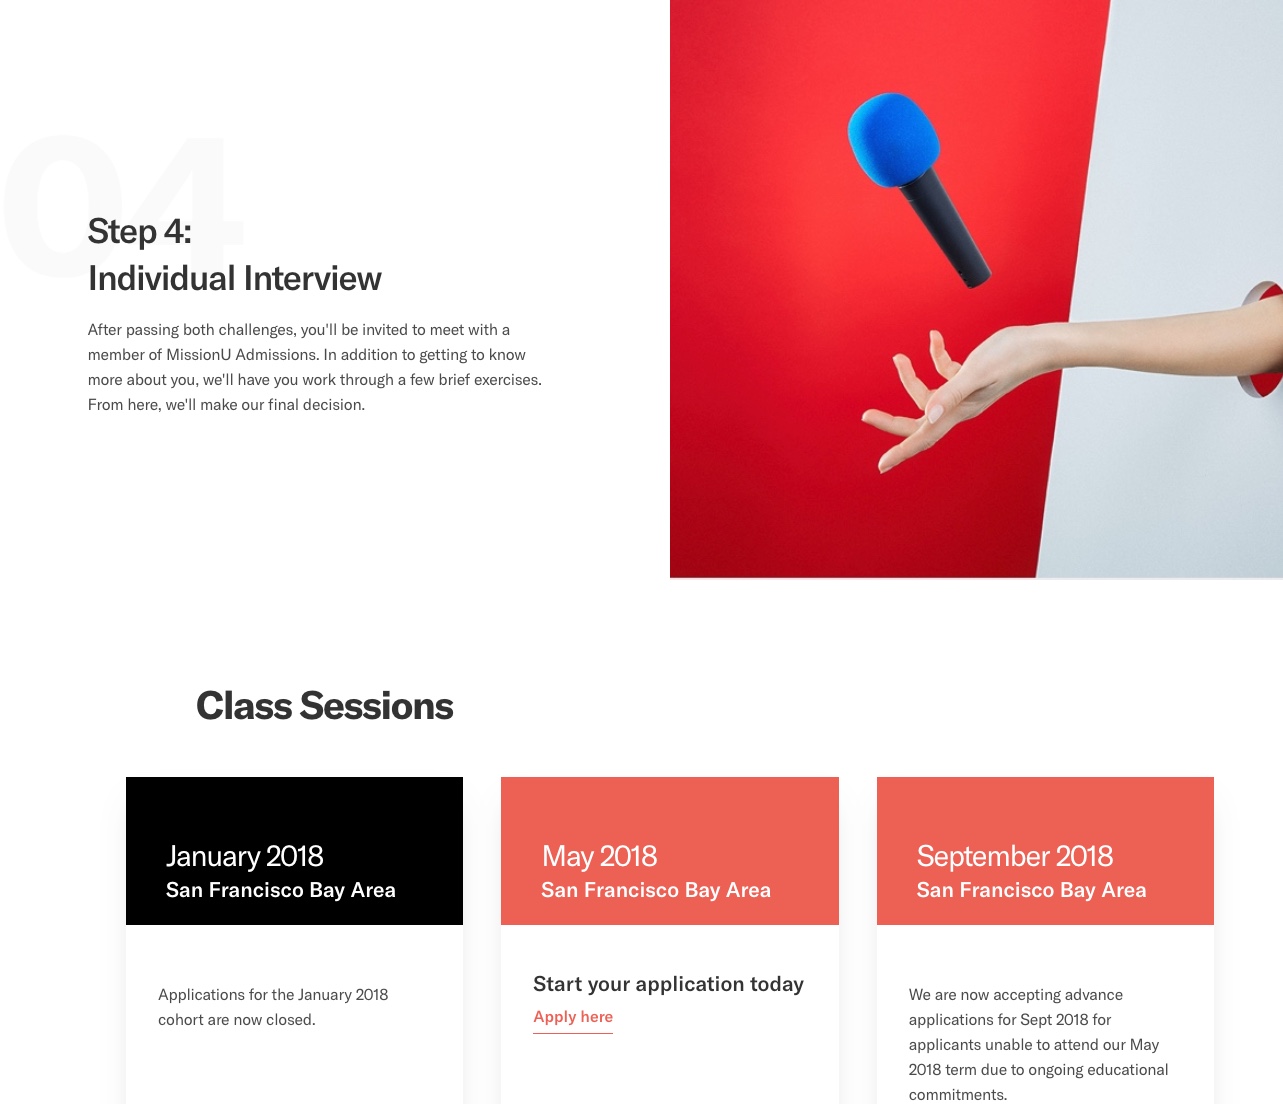 04
Step 4:
Individual Interview
After passing both challenges, you'll be invited to meet with a
member of MissionU Admissions. In addition to getting to know
more about you, we'll have you work through a few brief exercises.
From here, we'll make our final decision.
Class Sessions
January 2018
San Francisco Bay Area
Applications for the January 2018
cohort are now closed.
May 2018
San Francisco Bay Area
Start your application today
Apply here
September 2018
San Francisco Bay Area
We are now accepting advance
applications for Sept 2018 for
applicants unable to attend our May
2018 term due to ongoing educational
commitments.